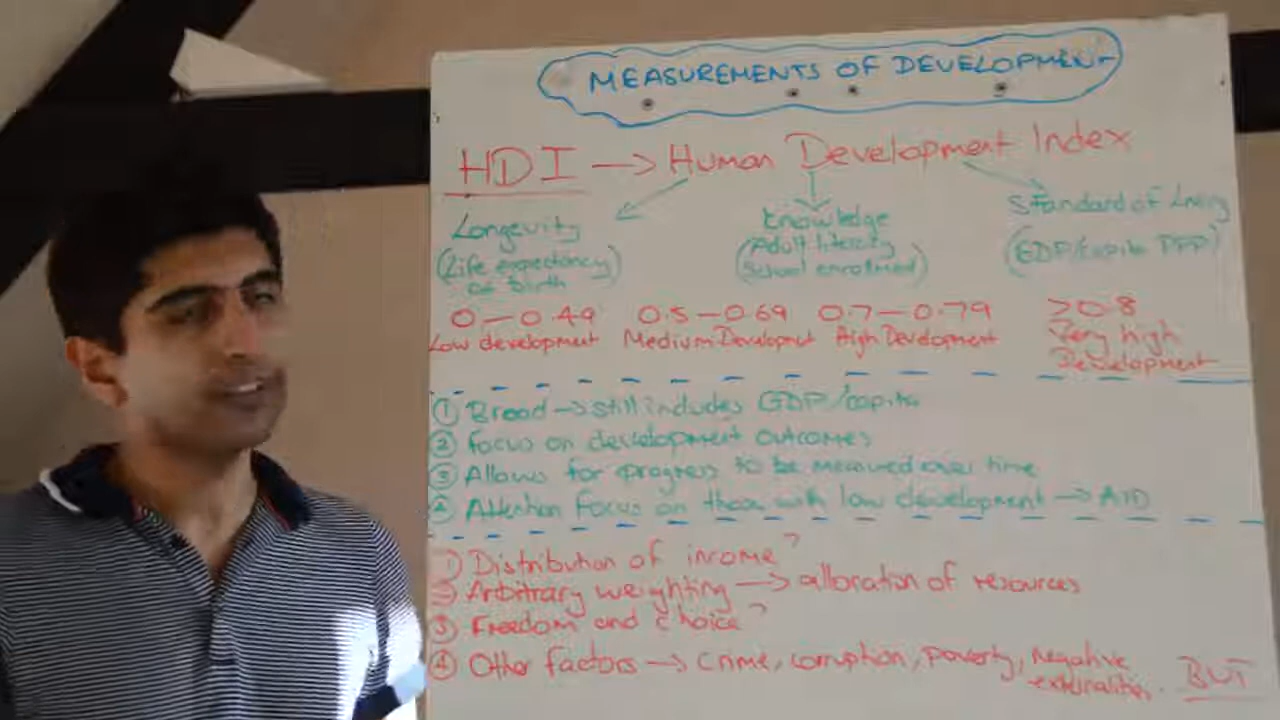 MEASUREMENTS OF DEVELOPMENT
HDI → Human Development Index
Longevity
(Life expectancy
at birth
Knowledge
(Adult literacy
School enrolment)
Standard of Living
(GDP/Capita PPP)
0 - 0.49
Low development
0.5 - 0.69
Medium Development
0.7 - 0.79
High Development
>0.8
Very high
Development
① Broad → still includes GDP/capita
② Focus on development outcomes
③ Allows for progress to be measured over time
④ Attention focus on those with low development → AID
① Distribution of income?
② Arbitrary weighting → allocation of resources
③ Freedom and choice?
④ Other factors → Crime, corruption, poverty, negative
externalities.
BUT